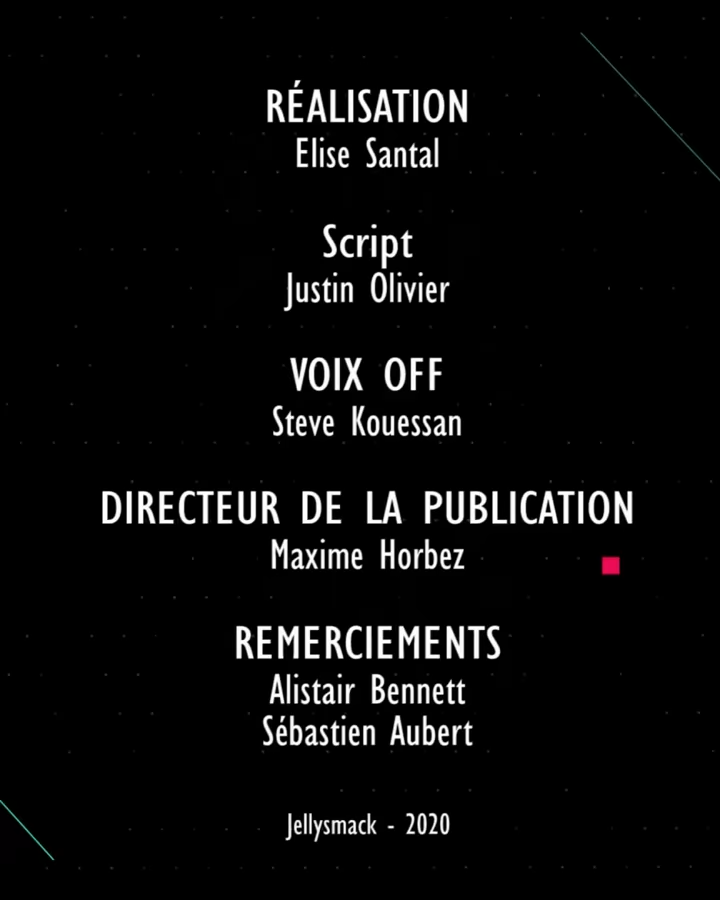 RÉALISATION
Elise Santal
Script
Justin Olivier
VOIX OFF
Steve Kouessan
DIRECTEUR DE LA PUBLICATION
Maxime Horbez
REMERCIEMENTS
Alistair Bennett
Sébastien Aubert
Jellysmack - 2020